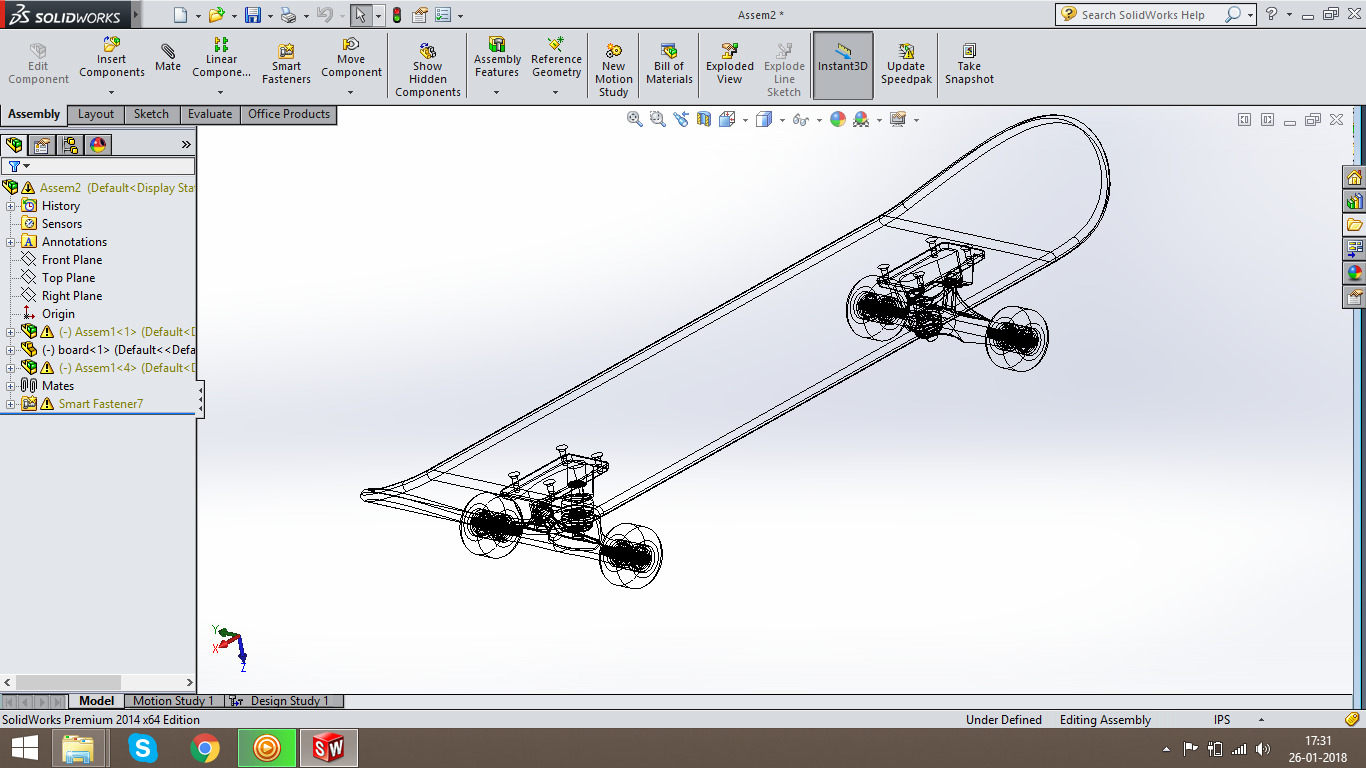 SOLIDWORKS
Assem2 *
Search SolidWorks Help
Edit Component
Insert Components
Mate
Linear Compone...
Smart Fasteners
Move Component
Show Hidden Components
Assembly Features
Reference Geometry
New Motion Study
Bill of Materials
Exploded View
Explode Line Sketch
Instant3D
Update Speedpak
Take Snapshot
Assembly
Layout
Sketch
Evaluate
Office Products
Assem2 (Default<Display Sta
History
Sensors
Annotations
Front Plane
Top Plane
Right Plane
Origin
(-) Assem1<1> (Default<D
(-) board<1> (Default<<Defa
(-) Assem1<4> (Default<D
Mates
Smart Fastener7
Y
X
Z
Model
Motion Study 1
Design Study 1
SolidWorks Premium 2014 x64 Edition
Under Defined
Editing Assembly
IPS
17:31
26-01-2018